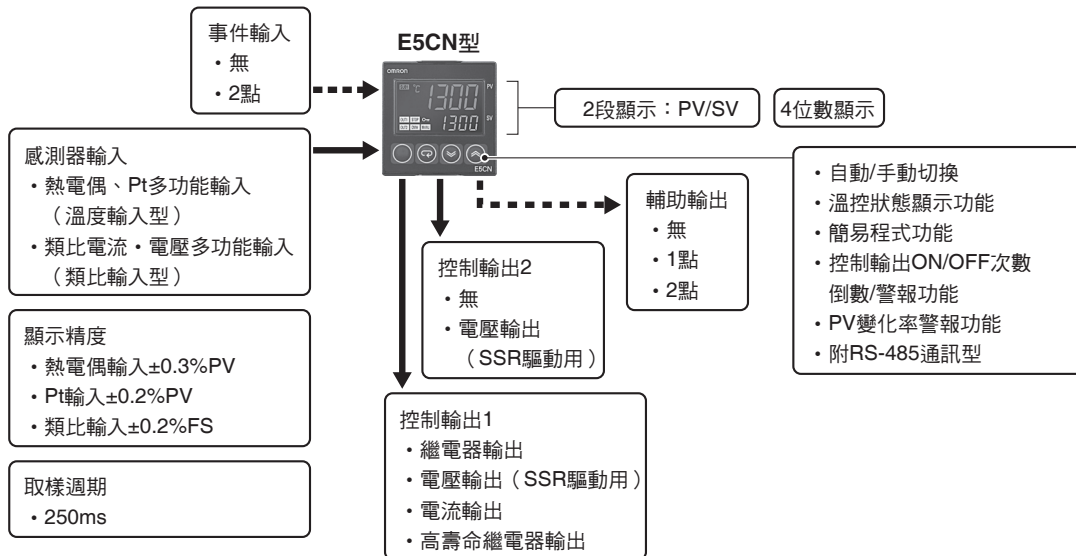 事件輸入
・無
・2點
E5CN型
omron
℃
1300
PV
1300
SV
E5CN
2段顯示：PV/SV
4位數顯示
感測器輸入
・熱電偶、Pt多功能輸入
（溫度輸入型）
・類比電流・電壓多功能輸入
（類比輸入型）
顯示精度
・熱電偶輸入±0.3%PV
・Pt輸入±0.2%PV
・類比輸入±0.2%FS
取樣週期
・250ms
控制輸出2
・無
・電壓輸出
（SSR驅動用）
控制輸出1
・繼電器輸出
・電壓輸出（SSR驅動用）
・電流輸出
・高壽命繼電器輸出
輔助輸出
・無
・1點
・2點
・自動/手動切換
・溫控狀態顯示功能
・簡易程式功能
・控制輸出ON/OFF次數
倒數/警報功能
・PV變化率警報功能
・附RS-485通訊型